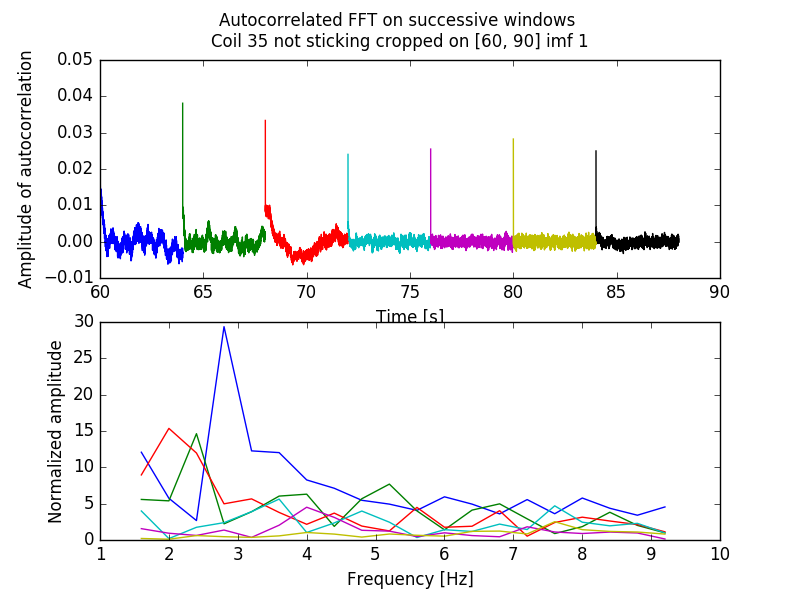 Autocorrelated FFT on successive windows
Coil 35 not sticking cropped on [60, 90] imf 1
Amplitude of autocorrelation
0.05
0.04
0.03
0.02
0.01
0.00
−0.01
60 65 70 75 80 85 90
Time [s]
Normalized amplitude
30
25
20
15
10
5
0
1 2 3 4 5 6 7 8 9 10
Frequency [Hz]